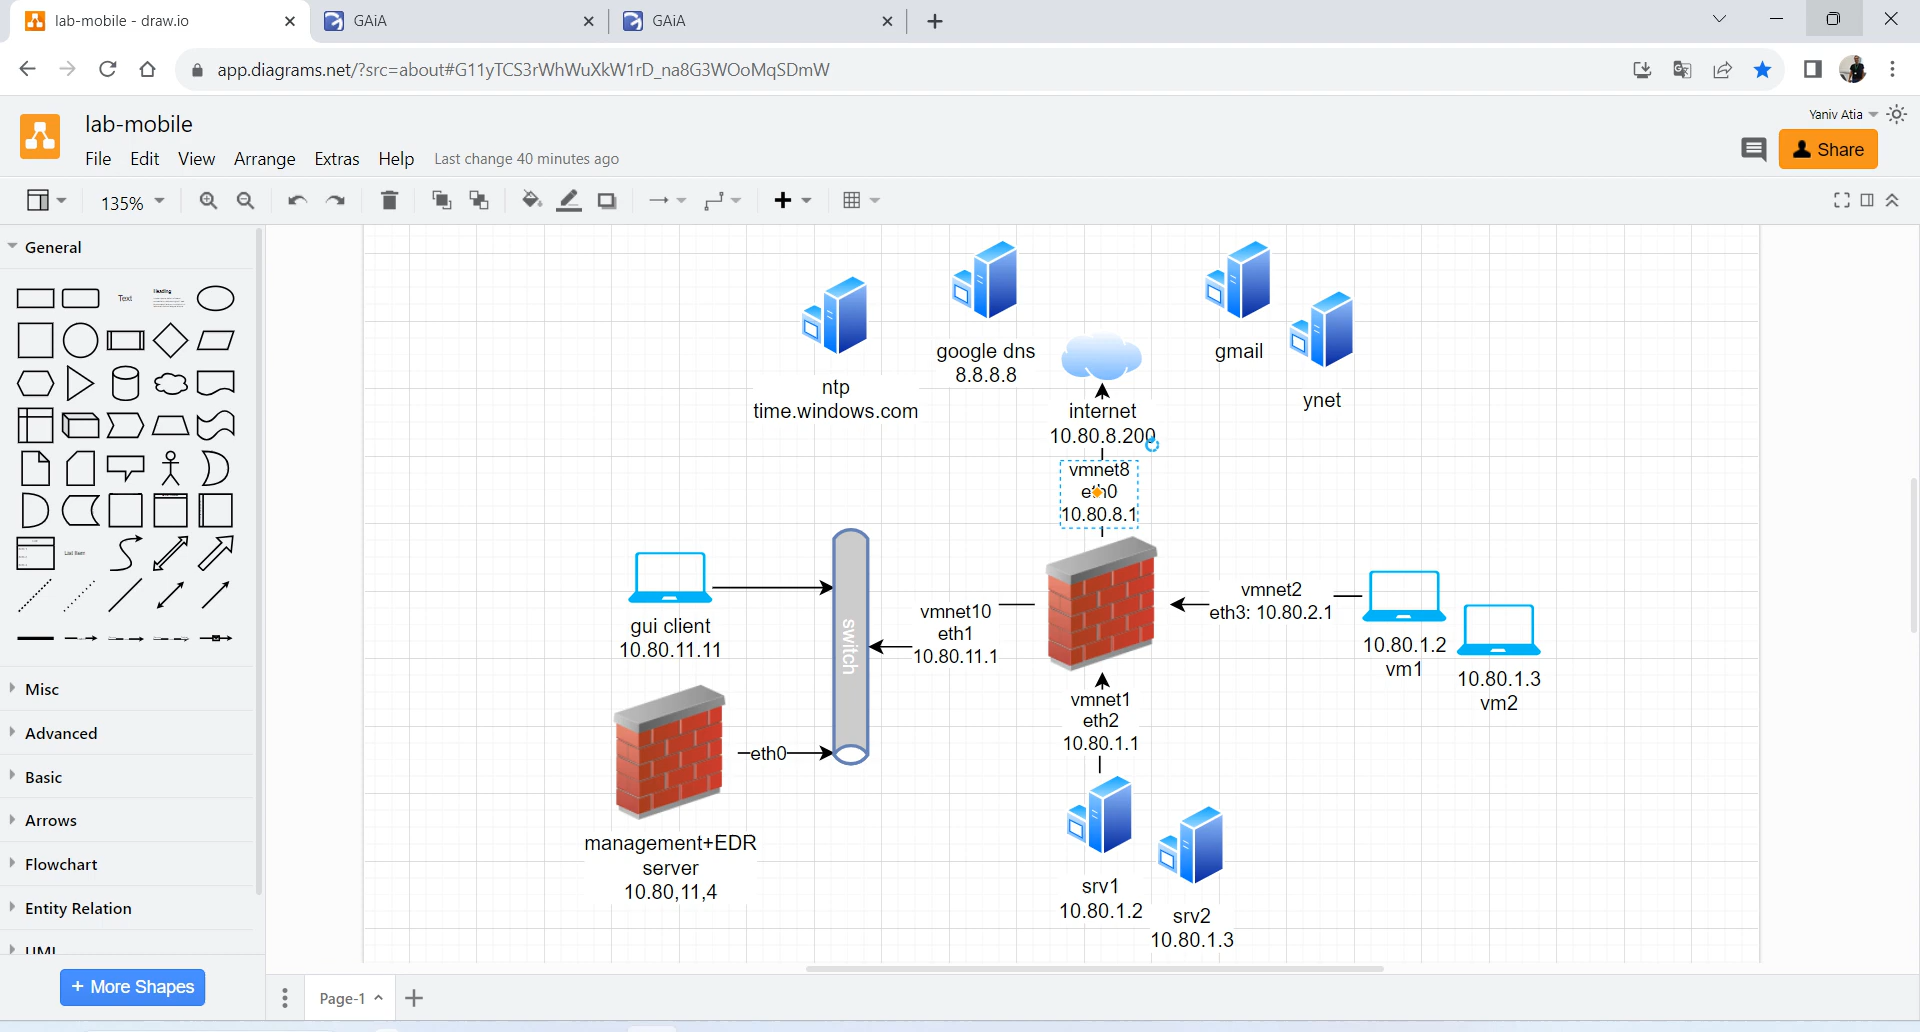 lab-mobile - draw.io
GAiA
GAiA
app.diagrams.net/?src=about#G11yTCS3rWhWuXkW1rD_na8G3WOoMqSDmW
lab-mobile
Yaniv Atia
File Edit View Arrange Extras Help Last change 40 minutes ago
Share
135%
General
Text
Heading
List Item
Misc
Advanced
Basic
Arrows
Flowchart
Entity Relation
UML
+ More Shapes
Page-1
ntp
time.windows.com
google dns
8.8.8.8
internet
10.80.8.200
gmail
ynet
vmnet8
eth0
10.80.8.1
gui client
10.80.11.11
switch
vmnet10
eth1
10.80.11.1
vmnet2
eth3: 10.80.2.1
10.80.1.2
vm1
10.80.1.3
vm2
vmnet1
eth2
10.80.1.1
eth0
management+EDR
server
10.80,11,4
srv1
10.80.1.2
srv2
10.80.1.3